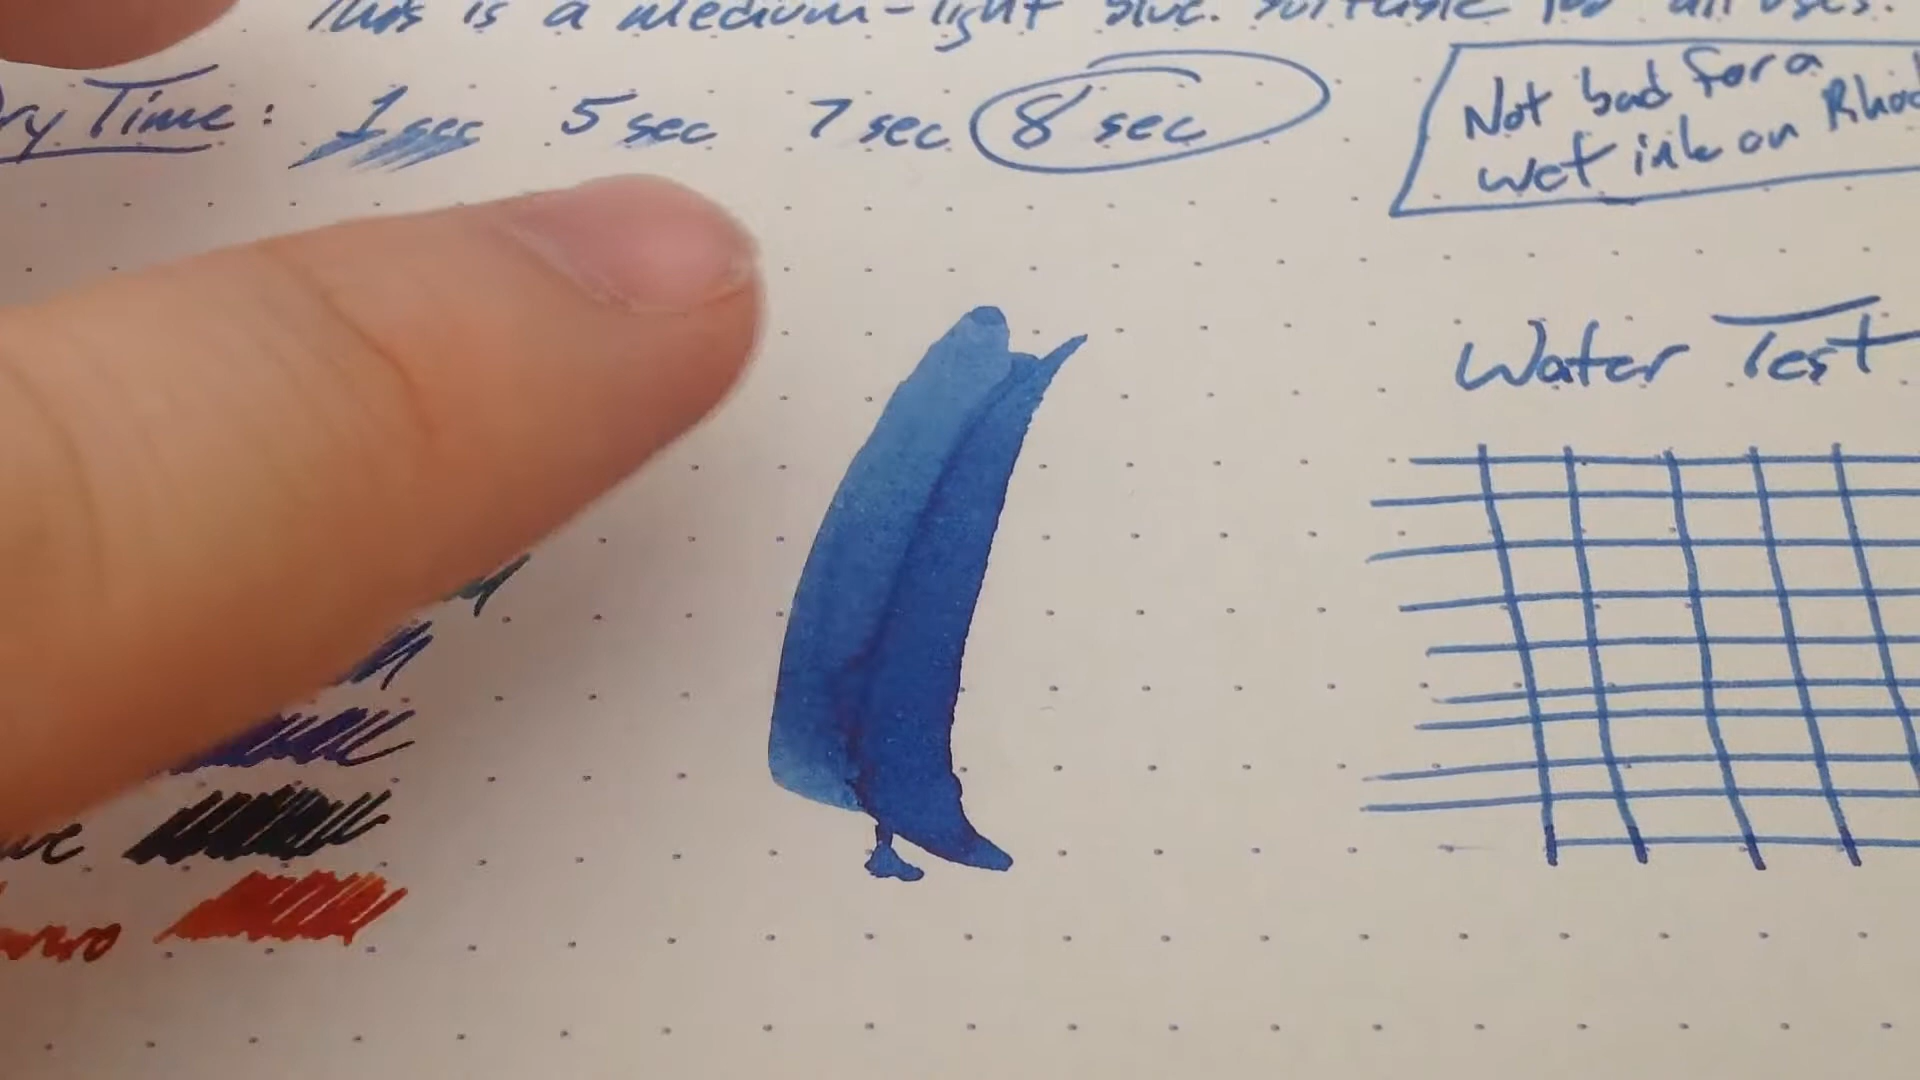 This is a medium-light blue. Suitable for all uses.
Dry Time: 1 sec 5 sec 7 sec 8 sec
Not bad for a
wet ink on
Water Test